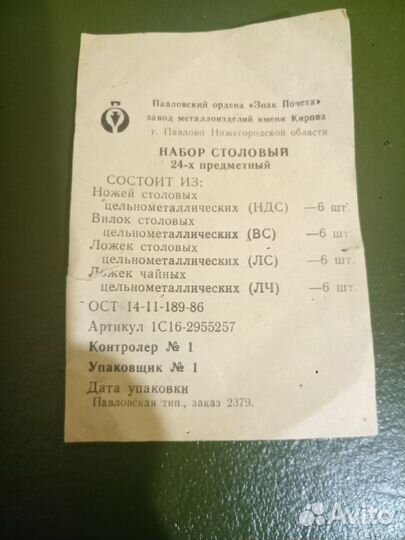 Павловский ордена «Знак Почета»
завод металлоизделий имени Кирова
г. Павлово Нижегородской области
НАБОР СТОЛОВЫЙ
24-х предметный
СОСТОИТ ИЗ:
Ножей столовых
цельнометаллических (НДС) —6 шт.
Вилок столовых
цельнометаллических (ВС) —6 шт.
Ложек столовых
цельнометаллических (ЛС) —6 шт.
Ложек чайных
цельнометаллических (ЛЧ) —6 шт.
ОСТ 14-11-189-86
Артикул 1С16-2955257
Контролер № 1
Упаковщик № 1
Дата упаковки
Павловская тип., заказ 2379.
Avito